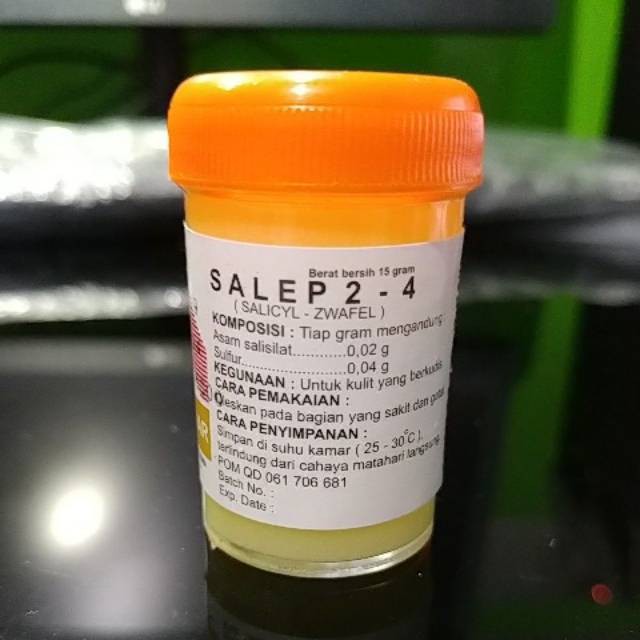 Berat bersih 15 gram
SALEP 2 - 4
( SALICYL - ZWAFEL )
KOMPOSISI : Tiap gram mengandung:
Asam salisilat............0,02 g
Sulfur........................0,04 g
KEGUNAAN : Untuk kulit yang berkudis
CARA PEMAKAIAN :
Oleskan pada bagian yang sakit dan gatal
CARA PENYIMPANAN :
Simpan di suhu kamar ( 25 - 30°C ),
terlindung dari cahaya matahari langsung.
POM QD 061 706 681
Batch No. :
Exp. Date :